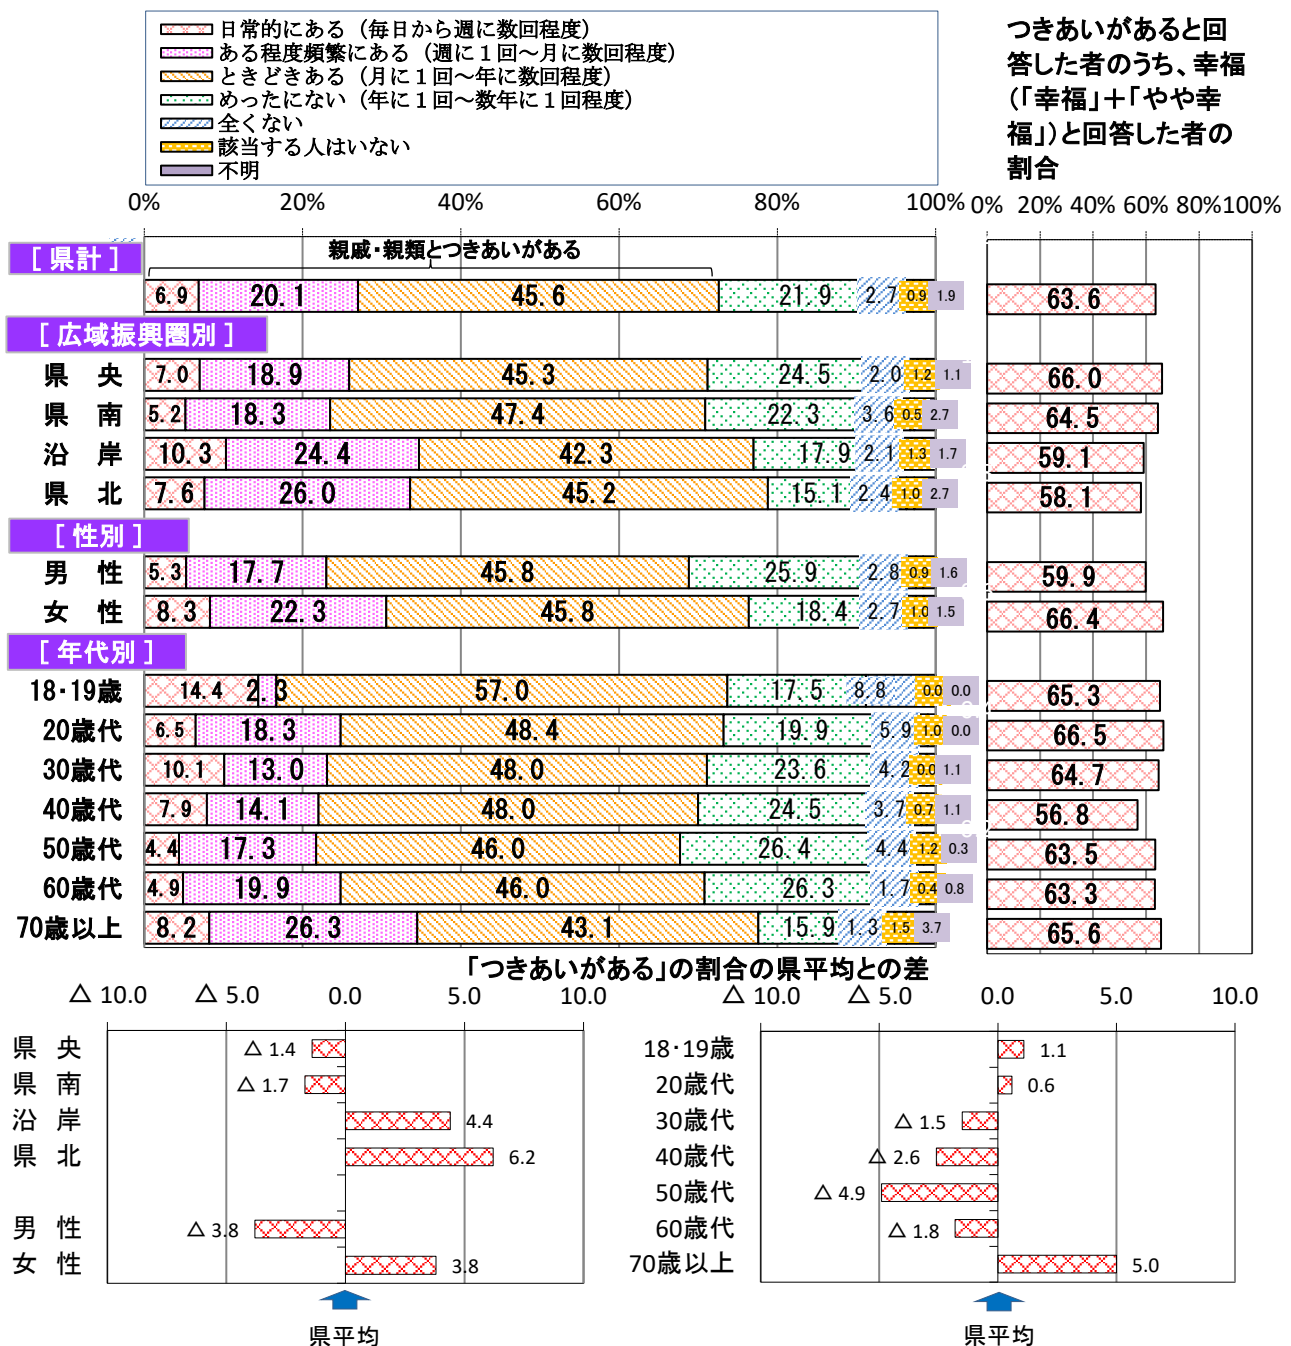 日常的にある（毎日から週に数回程度）
ある程度頻繁にある（週に１回～月に数回程度）
ときどきある（月に１回～年に数回程度）
めったにない（年に１回～数年に１回程度）
全くない
該当する人はいない
不明
つきあいがあると回
答した者のうち、幸福
（「幸福」＋「やや幸
福」）と回答した者の
割合
0% 20% 40% 60% 80% 100%
0% 20% 40% 60% 80% 100%
［ 県計 ］
親戚・親類とつきあいがある
6.9 20.1 45.6 21.9 2.7 0.9 1.9 63.6
［ 広域振興圏別 ］
県 央 7.0 18.9 45.3 24.5 2.0 1.2 1.1 66.0
県 南 5.2 18.3 47.4 22.3 3.6 0.5 2.7 64.5
沿 岸 10.3 24.4 42.3 17.9 2.1 1.3 1.7 59.1
県 北 7.6 26.0 45.2 15.1 2.4 1.0 2.7 58.1
［ 性別 ］
男 性 5.3 17.7 45.8 25.9 2.8 0.9 1.6 59.9
女 性 8.3 22.3 45.8 18.4 2.7 1.0 1.5 66.4
［ 年代別 ］
18・19歳 14.4 2.3 57.0 17.5 8.8 0.0 0.0 65.3
20歳代 6.5 18.3 48.4 19.9 5.9 1.0 0.0 66.5
30歳代 10.1 13.0 48.0 23.6 4.2 0.0 1.1 64.7
40歳代 7.9 14.1 48.0 24.5 3.7 0.7 1.1 56.8
50歳代 4.4 17.3 46.0 26.4 4.4 1.2 0.3 63.5
60歳代 4.9 19.9 46.0 26.3 1.7 0.4 0.8 63.3
70歳以上 8.2 26.3 43.1 15.9 1.3 1.5 3.7 65.6
「つきあいがある」の割合の県平均との差
△ 10.0 △ 5.0 0.0 5.0 10.0
県 央 △ 1.4
県 南 △ 1.7
沿 岸 4.4
県 北 6.2
男 性 △ 3.8
女 性 3.8
県平均
△ 10.0 △ 5.0 0.0 5.0 10.0
18・19歳 1.1
20歳代 0.6
30歳代 △ 1.5
40歳代 △ 2.6
50歳代 △ 4.9
60歳代 △ 1.8
70歳以上 5.0
県平均